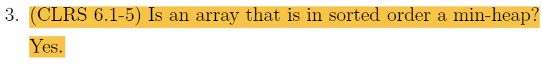 3. (CLRS 6.1-5) Is an array that is in sorted order a min-heap?
Yes.